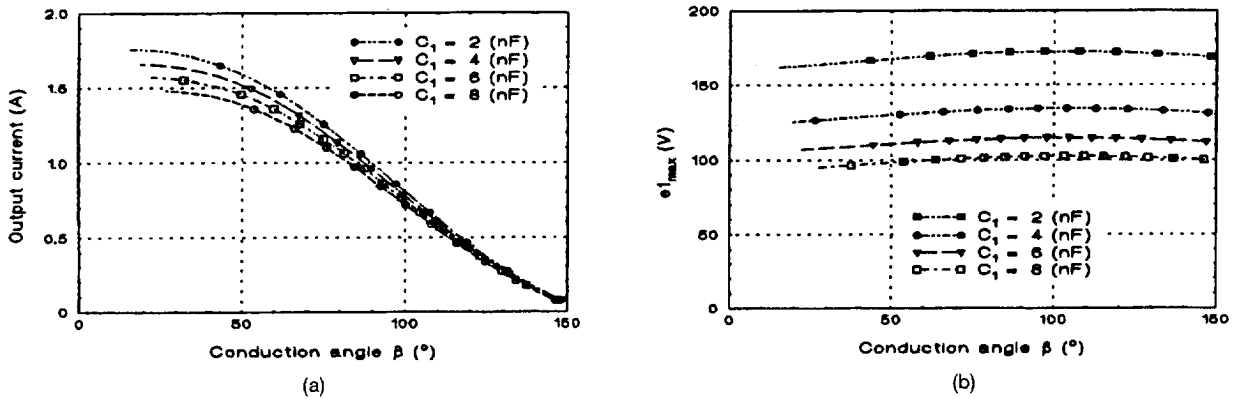 2.0
1.5
1.0
0.5
0.0
Output current (A)
C₁ = 2 (nF)
C₁ = 4 (nF)
C₁ = 6 (nF)
C₁ = 8 (nF)
0 50 100 150
Conduction angle β (°)
(a)
200
150
100
50
0
e1max (V)
C₁ = 2 (nF)
C₁ = 4 (nF)
C₁ = 6 (nF)
C₁ = 8 (nF)
0 50 100 150
Conduction angle β (°)
(b)